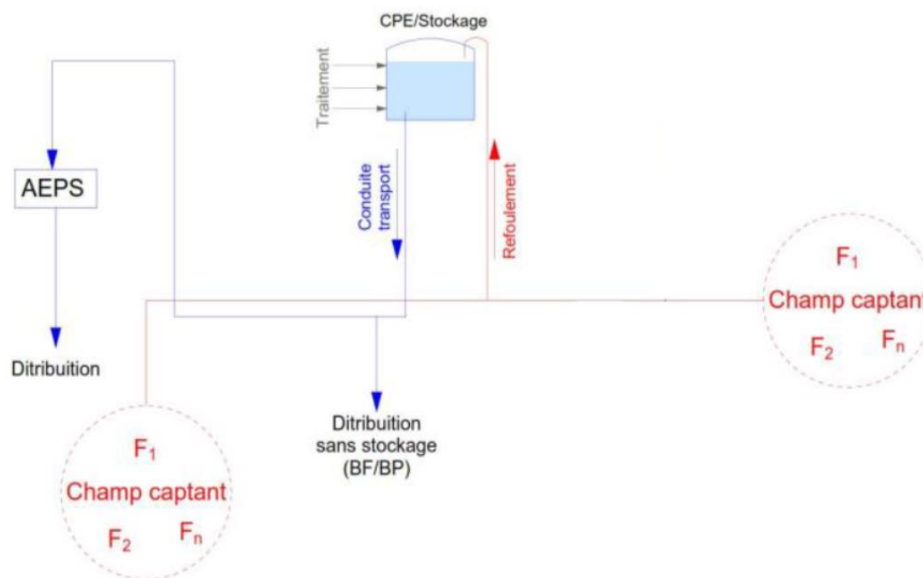 CPE/Stockage
Traitement
AEPS
Conduite
transport
Refoulement
F1
Champ captant
F2 Fn
Ditribuition
Ditribuition
sans stockage
(BF/BP)
F1
Champ captant
F2 Fn